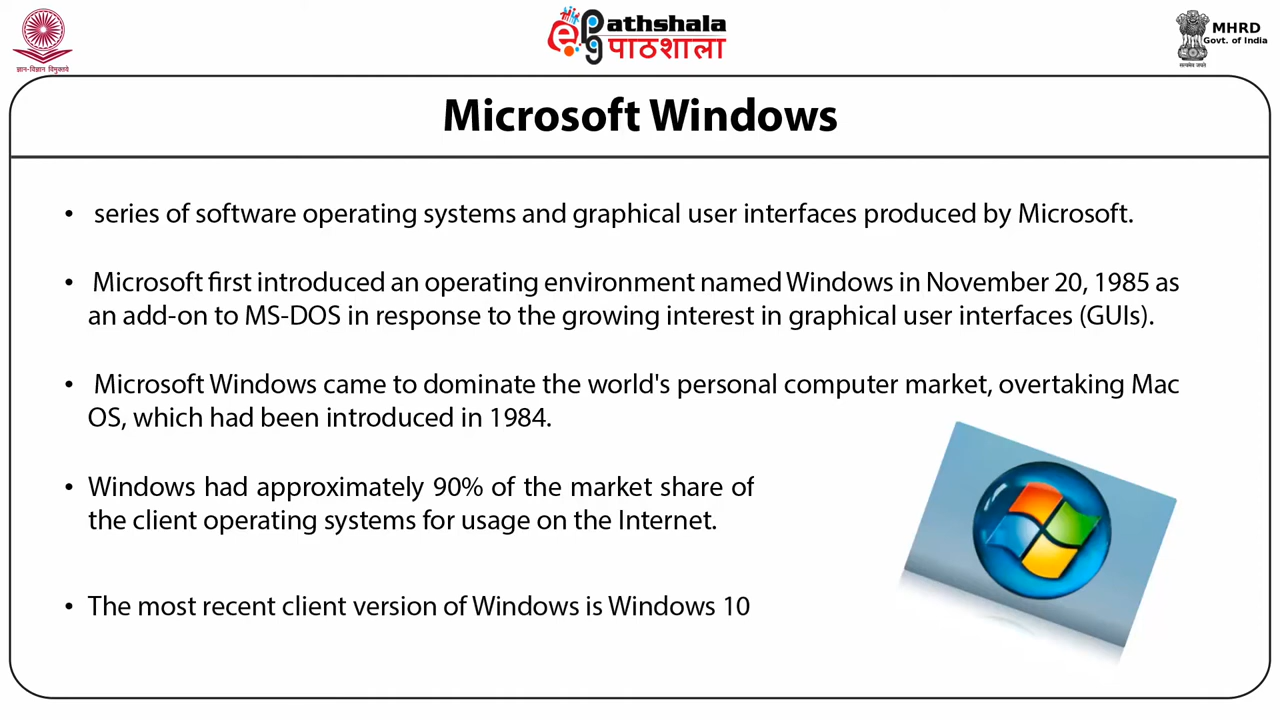 ज्ञान-विज्ञान विमुक्तये
ePathshala
पाठशाला
MHRD
Govt. of India
सत्यमेव जयते
Microsoft Windows
• series of software operating systems and graphical user interfaces produced by Microsoft.
• Microsoft first introduced an operating environment named Windows in November 20, 1985 as
an add-on to MS-DOS in response to the growing interest in graphical user interfaces (GUIs).
• Microsoft Windows came to dominate the world's personal computer market, overtaking Mac
OS, which had been introduced in 1984.
• Windows had approximately 90% of the market share of
the client operating systems for usage on the Internet.
• The most recent client version of Windows is Windows 10